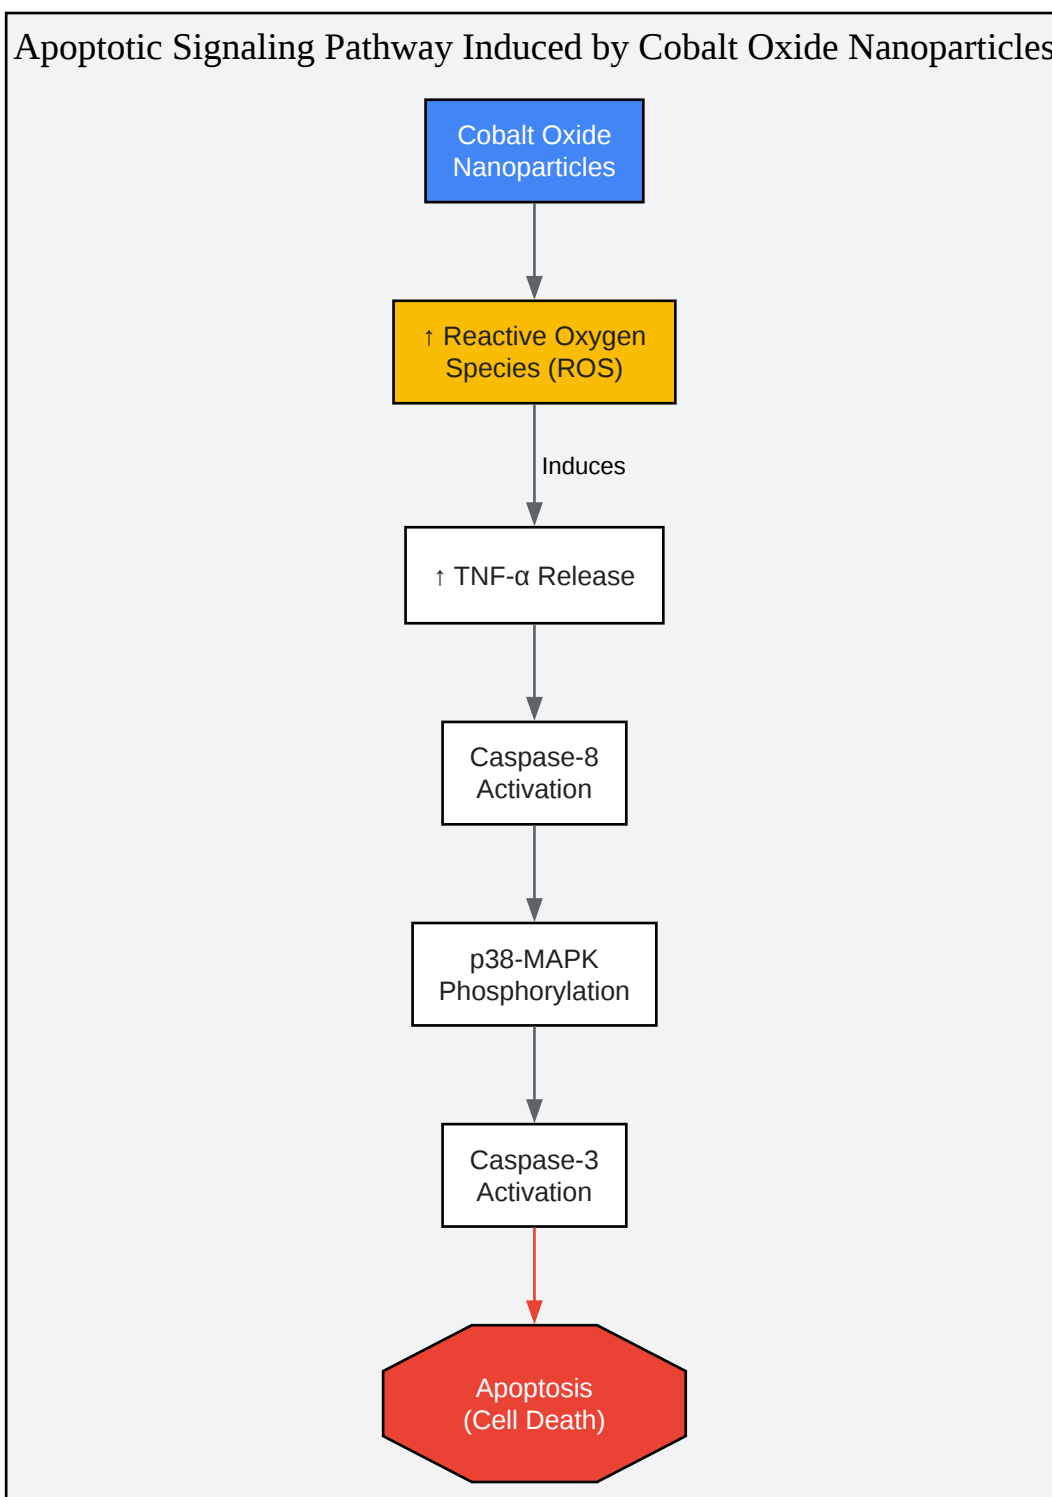 Apoptotic Signaling Pathway Induced by Cobalt Oxide Nanoparticles
Cobalt Oxide
Nanoparticles
↑ Reactive Oxygen
Species (ROS)
Induces
↑ TNF-α Release
Caspase-8
Activation
p38-MAPK
Phosphorylation
Caspase-3
Activation
Apoptosis
(Cell Death)